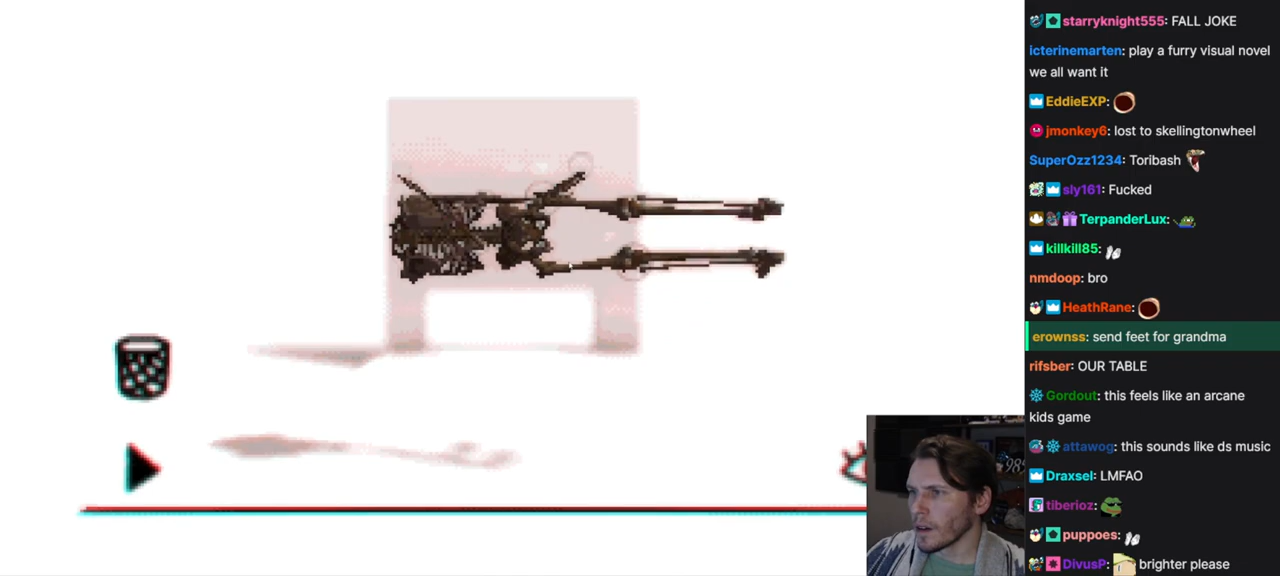 starryknight555: FALL JOKE
icterinemarten: play a furry visual novel
we all want it
EddieEXP:
jmonkey6: lost to skellingtonwheel
SuperOzz1234: Toribash
sly161: Fucked
TerpanderLux:
killkill85:
nmdoop: bro
HeathRane:
erownss: send feet for grandma
rifsber: OUR TABLE
Gordout: this feels like an arcane
kids game
attawog: this sounds like ds music
Draxsel: LMFAO
tiberioz:
puppoes:
DivusP: brighter please